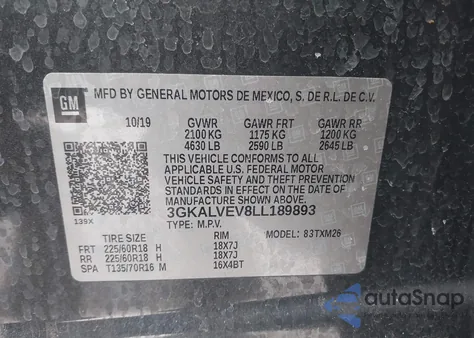 GM
MFD BY GENERAL MOTORS DE MEXICO, S. DE R.L. DE C.V.
10/19 GVWR GAWR FRT GAWR RR
2100 KG 1175 KG 1200 KG
4630 LB 2590 LB 2645 LB
THIS VEHICLE CONFORMS TO ALL
APPLICABLE U.S. FEDERAL MOTOR
VEHICLE SAFETY AND BUMPER
STANDARDS IN EFFECT ON THE DATE
OF MANUFACTURE SHOWN ABOVE.
3GKALVEV8LL189893
139X TYPE: M.P.V. MODEL: 83TXM26
TIRE RIM
FRT 225/60R18 H 18X7J
RR 225/60R18 H 18X7J
SPA T135/70R16 M 16X4BT
autoSnap